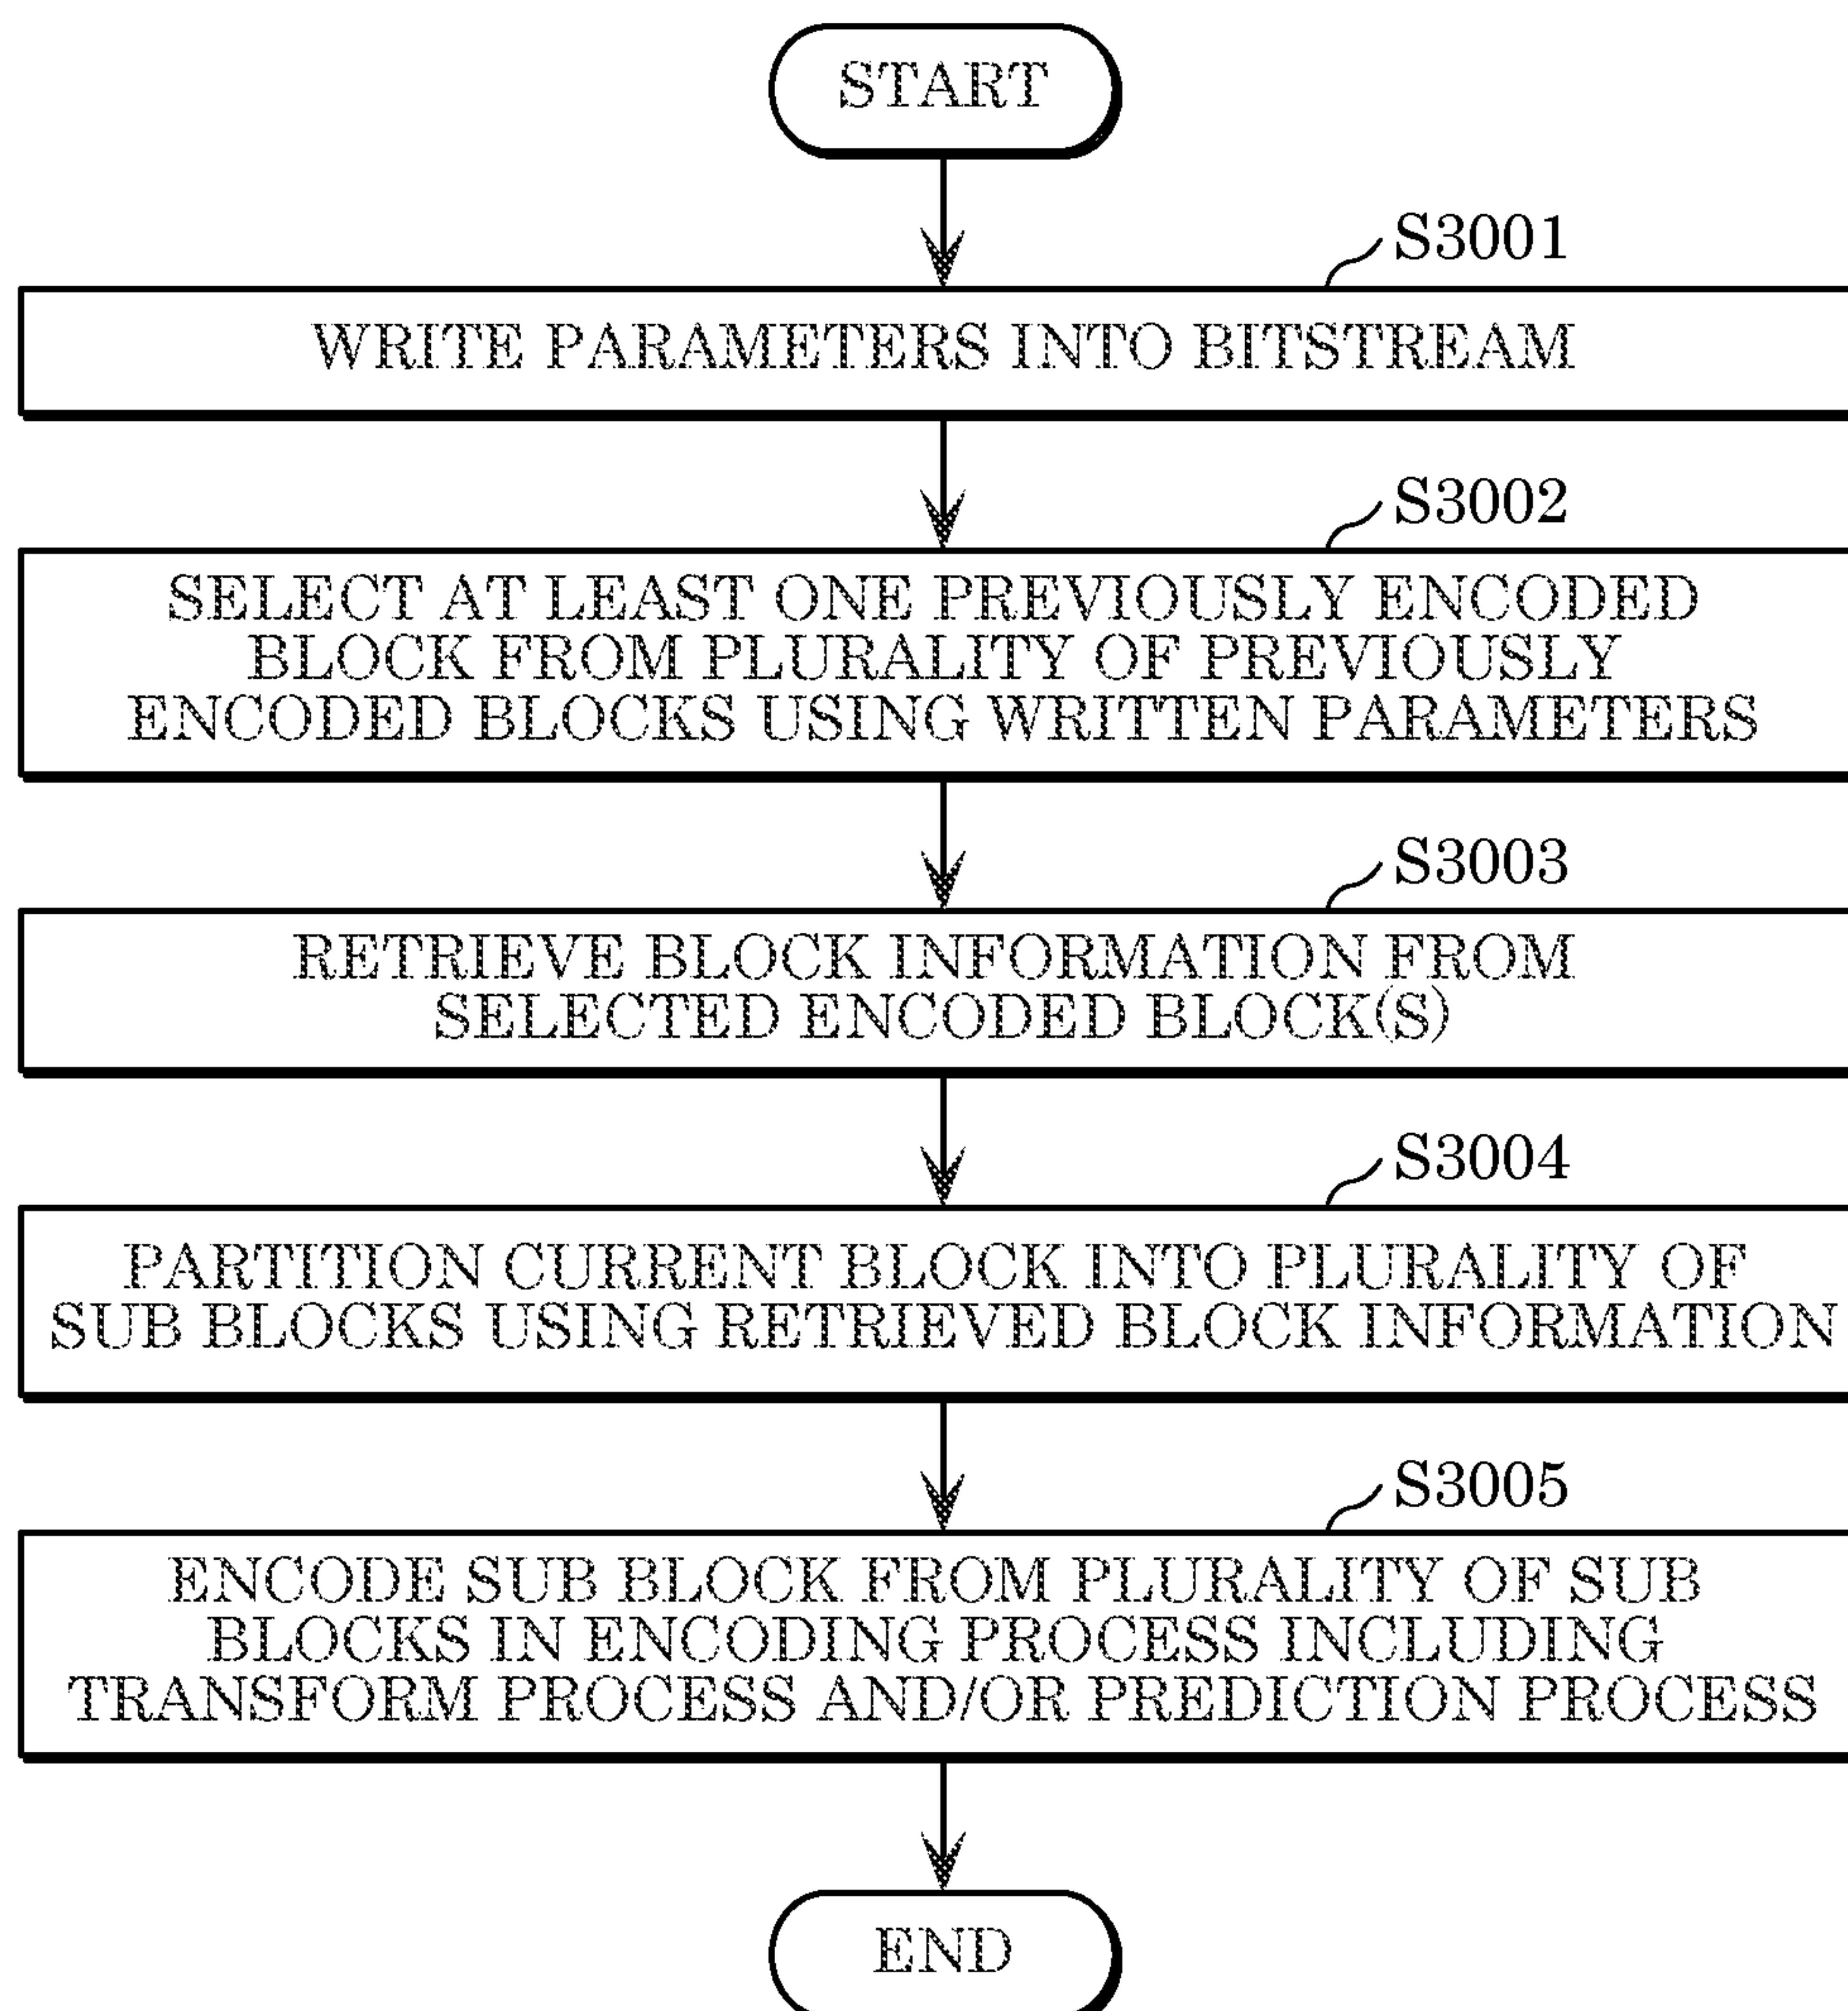 START
S3001
WRITE PARAMETERS INTO BITSTREAM
S3002
SELECT AT LEAST ONE PREVIOUSLY ENCODED
BLOCK FROM PLURALITY OF PREVIOUSLY
ENCODED BLOCKS USING WRITTEN PARAMETERS
S3003
RETRIEVE BLOCK INFORMATION FROM
SELECTED ENCODED BLOCK(S)
S3004
PARTITION CURRENT BLOCK INTO PLURALITY OF
SUB BLOCKS USING RETRIEVED BLOCK INFORMATION
S3005
ENCODE SUB BLOCK FROM PLURALITY OF SUB
BLOCKS IN ENCODING PROCESS INCLUDING
TRANSFORM PROCESS AND/OR PREDICTION PROCESS
END